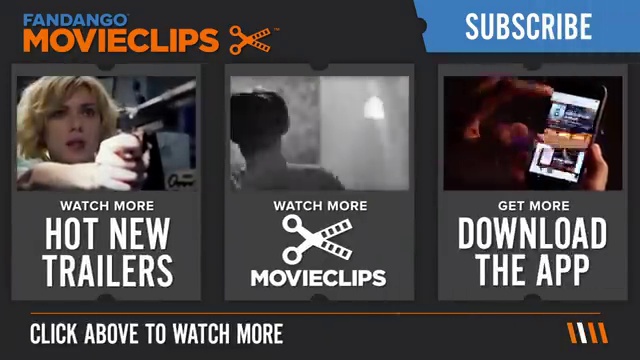 FANDANGO
MOVIECLIPS
SUBSCRIBE
WATCH MORE
HOT NEW
TRAILERS
WATCH MORE
MOVIECLIPS
GET MORE
DOWNLOAD
THE APP
CLICK ABOVE TO WATCH MORE